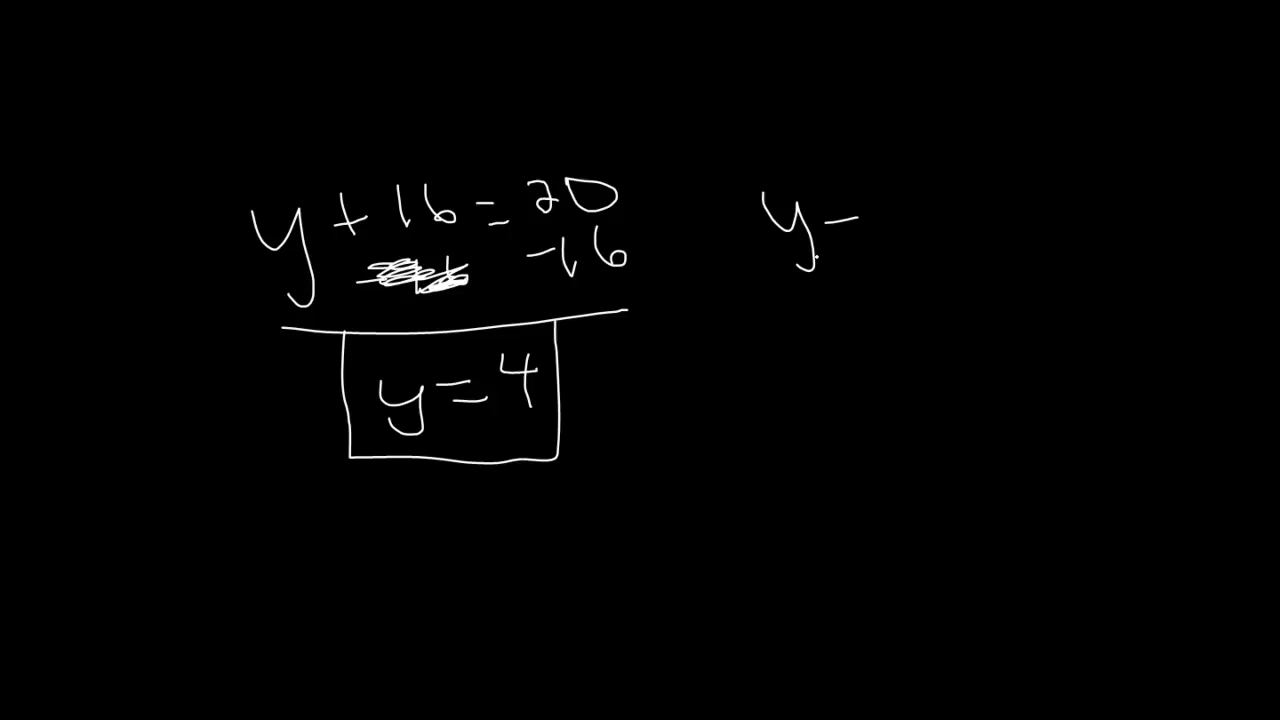 y + 16 = 20
-16
y = 4
y -